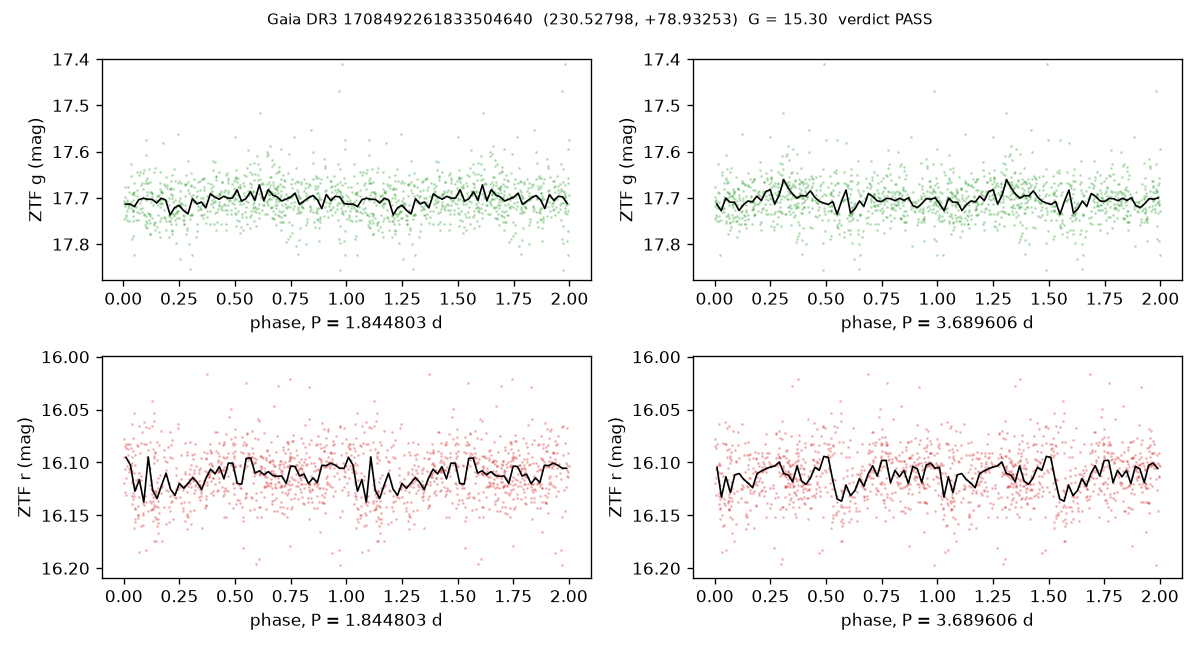 Gaia DR3 1708492261833504640 (230.52798, +78.93253) G = 15.30 verdict PASS
17.4
17.5
17.6
17.7
17.8
ZTF g (mag)
0.00 0.25 0.50 0.75 1.00 1.25 1.50 1.75 2.00
phase, P = 1.844803 d
17.4
17.5
17.6
17.7
17.8
ZTF g (mag)
0.00 0.25 0.50 0.75 1.00 1.25 1.50 1.75 2.00
phase, P = 3.689606 d
16.00
16.05
16.10
16.15
16.20
ZTF r (mag)
0.00 0.25 0.50 0.75 1.00 1.25 1.50 1.75 2.00
phase, P = 1.844803 d
16.00
16.05
16.10
16.15
16.20
ZTF r (mag)
0.00 0.25 0.50 0.75 1.00 1.25 1.50 1.75 2.00
phase, P = 3.689606 d